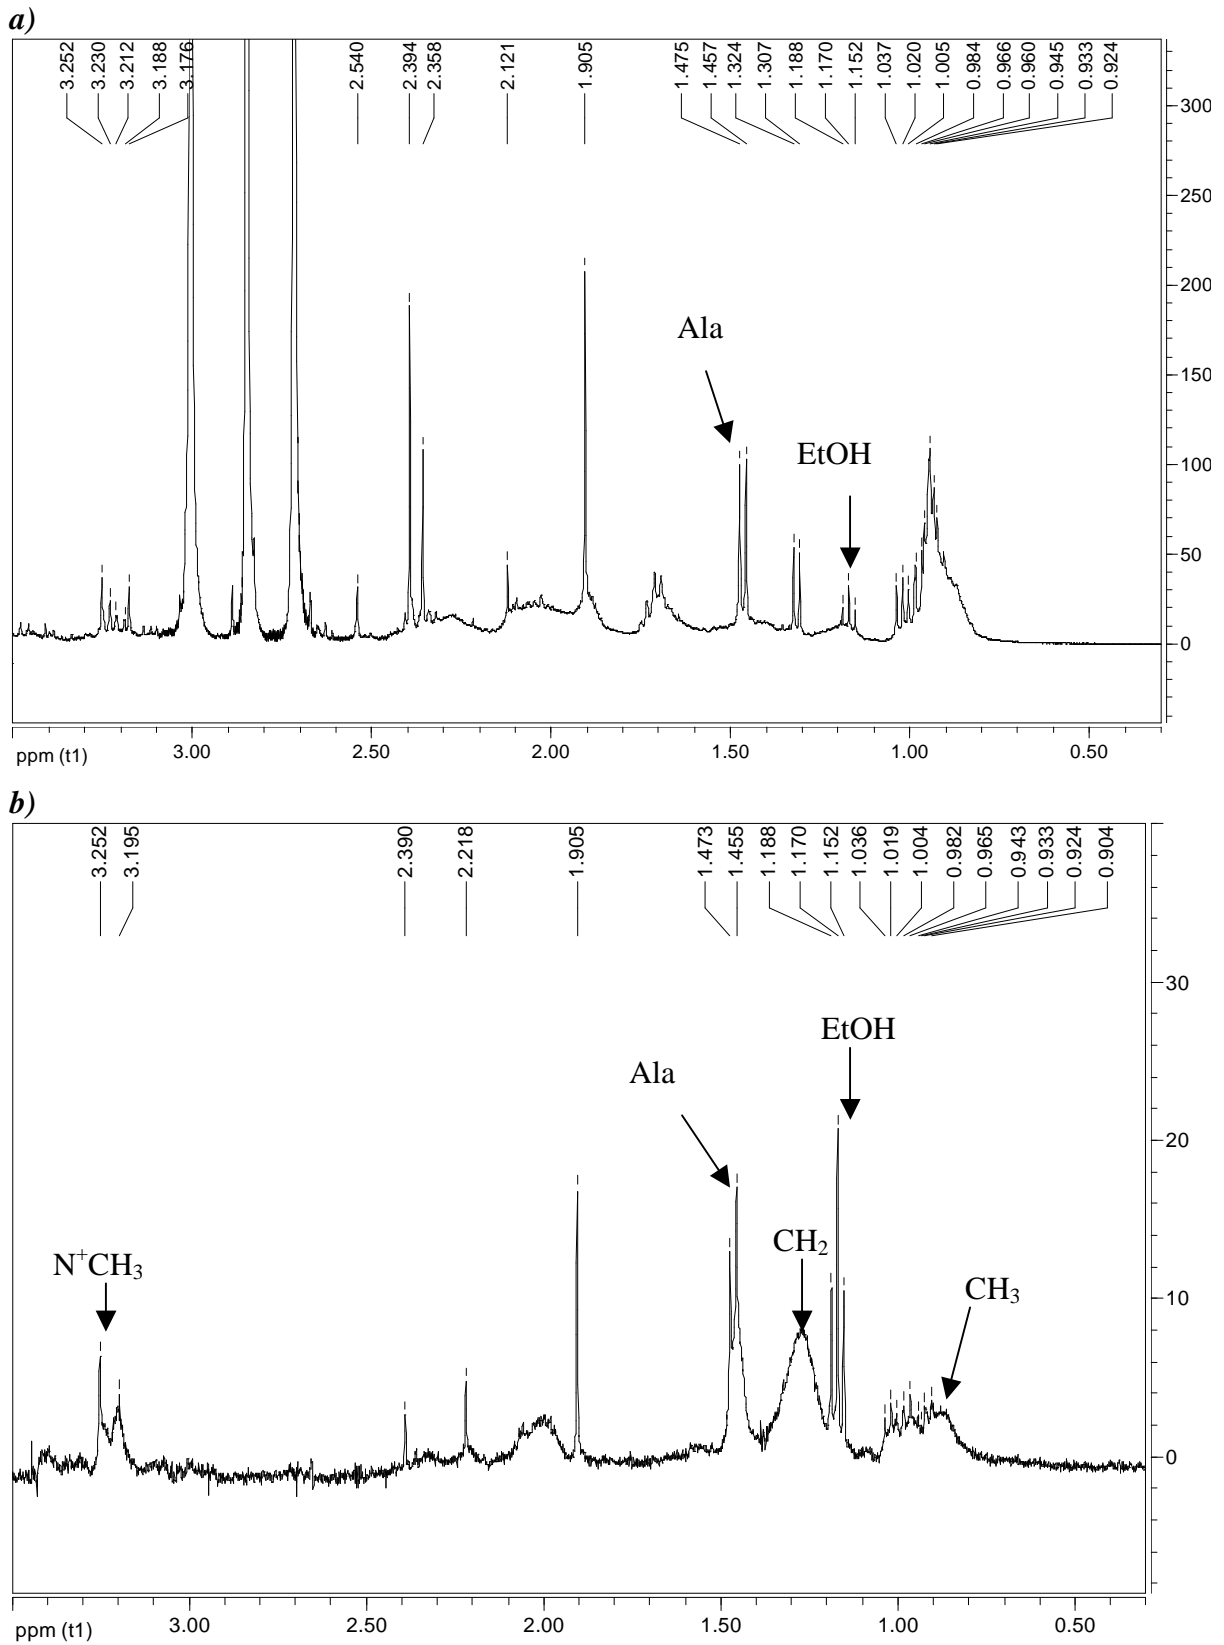 a)
3.252 3.230 3.212 3.188 3.176 2.540 2.394 2.358 2.121 1.905 1.475 1.457 1.324 1.307 1.188 1.170 1.152 1.037 1.020 1.005 0.984 0.966 0.960 0.945 0.933 0.924
300
250
200
Ala
150
EtOH
100
50
0
3.00 2.50 2.00 1.50 1.00 0.50
ppm (t1)
b)
3.252 3.195 2.390 2.218 1.905 1.473 1.455 1.188 1.170 1.152 1.036 1.019 1.004 0.982 0.965 0.943 0.933 0.924 0.904
30
EtOH
Ala
20
CH₂
N⁺CH₃
CH₃
10
0
3.00 2.50 2.00 1.50 1.00 0.50
ppm (t1)